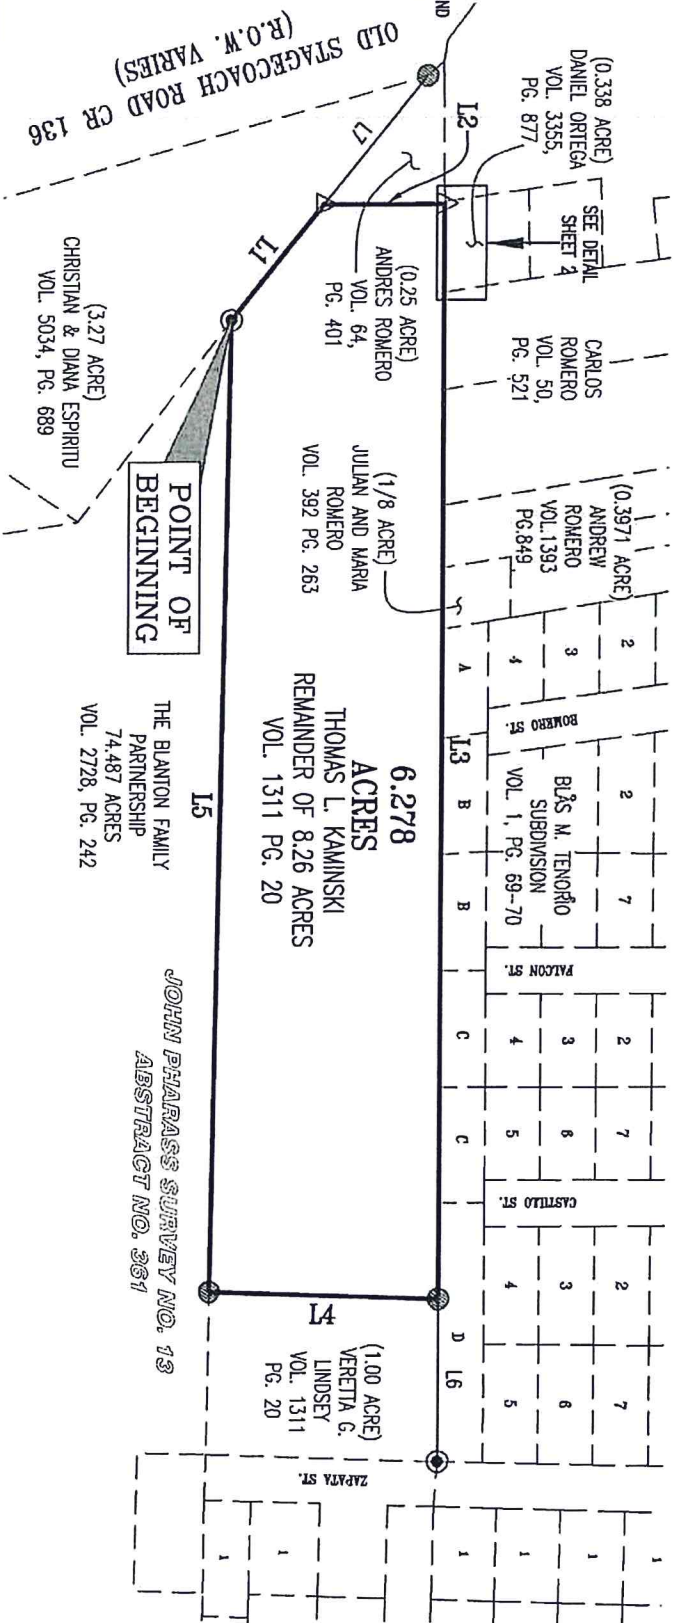 ND
OLD STAGECOACH ROAD CR 136
(R.O.W. VARIES)
(0.338 ACRE)
DANIEL ORTEGA
VOL. 3355,
PG. 877
L2
L7
L1
SEE DETAIL
SHEET 2
(0.25 ACRE)
ANDRES ROMERO
VOL. 64,
PG. 401
CARLOS
ROMERO
VOL. 50,
PG. 521
(3.27 ACRE)
CHRISTIAN & DIANA ESPIRITU
VOL. 5034, PG. 689
POINT OF
BEGINNING
(1/8 ACRE)
JULIAN AND MARIA
ROMERO
VOL. 392 PG. 263
(0.3971 ACRE)
ANDREW
ROMERO
VOL.1393
PG.849
2
3
4
A
ROMERO ST.
L3
6.278
ACRES
THOMAS L. KAMINSKI
REMAINDER OF 8.26 ACRES
VOL. 1311 PG. 20
L5
THE BLANTON FAMILY
PARTNERSHIP
74.487 ACRES
VOL. 2728, PG. 242
2
7
BLAS M. TENORIO
SUBDIVISION
VOL. 1, PG. 69-70
B
B
FALCON ST.
2
3
4
C
7
6
5
C
CASTILLO ST.
JOHN PHARASS SURVEY NO. 13
ABSTRACT NO. 361
2
3
4
7
6
5
D
L6
L4
(1.00 ACRE)
VERETTA G.
LINDSEY
VOL. 1311
PG. 20
ZAPATA ST.
1
1
1
1
1
1